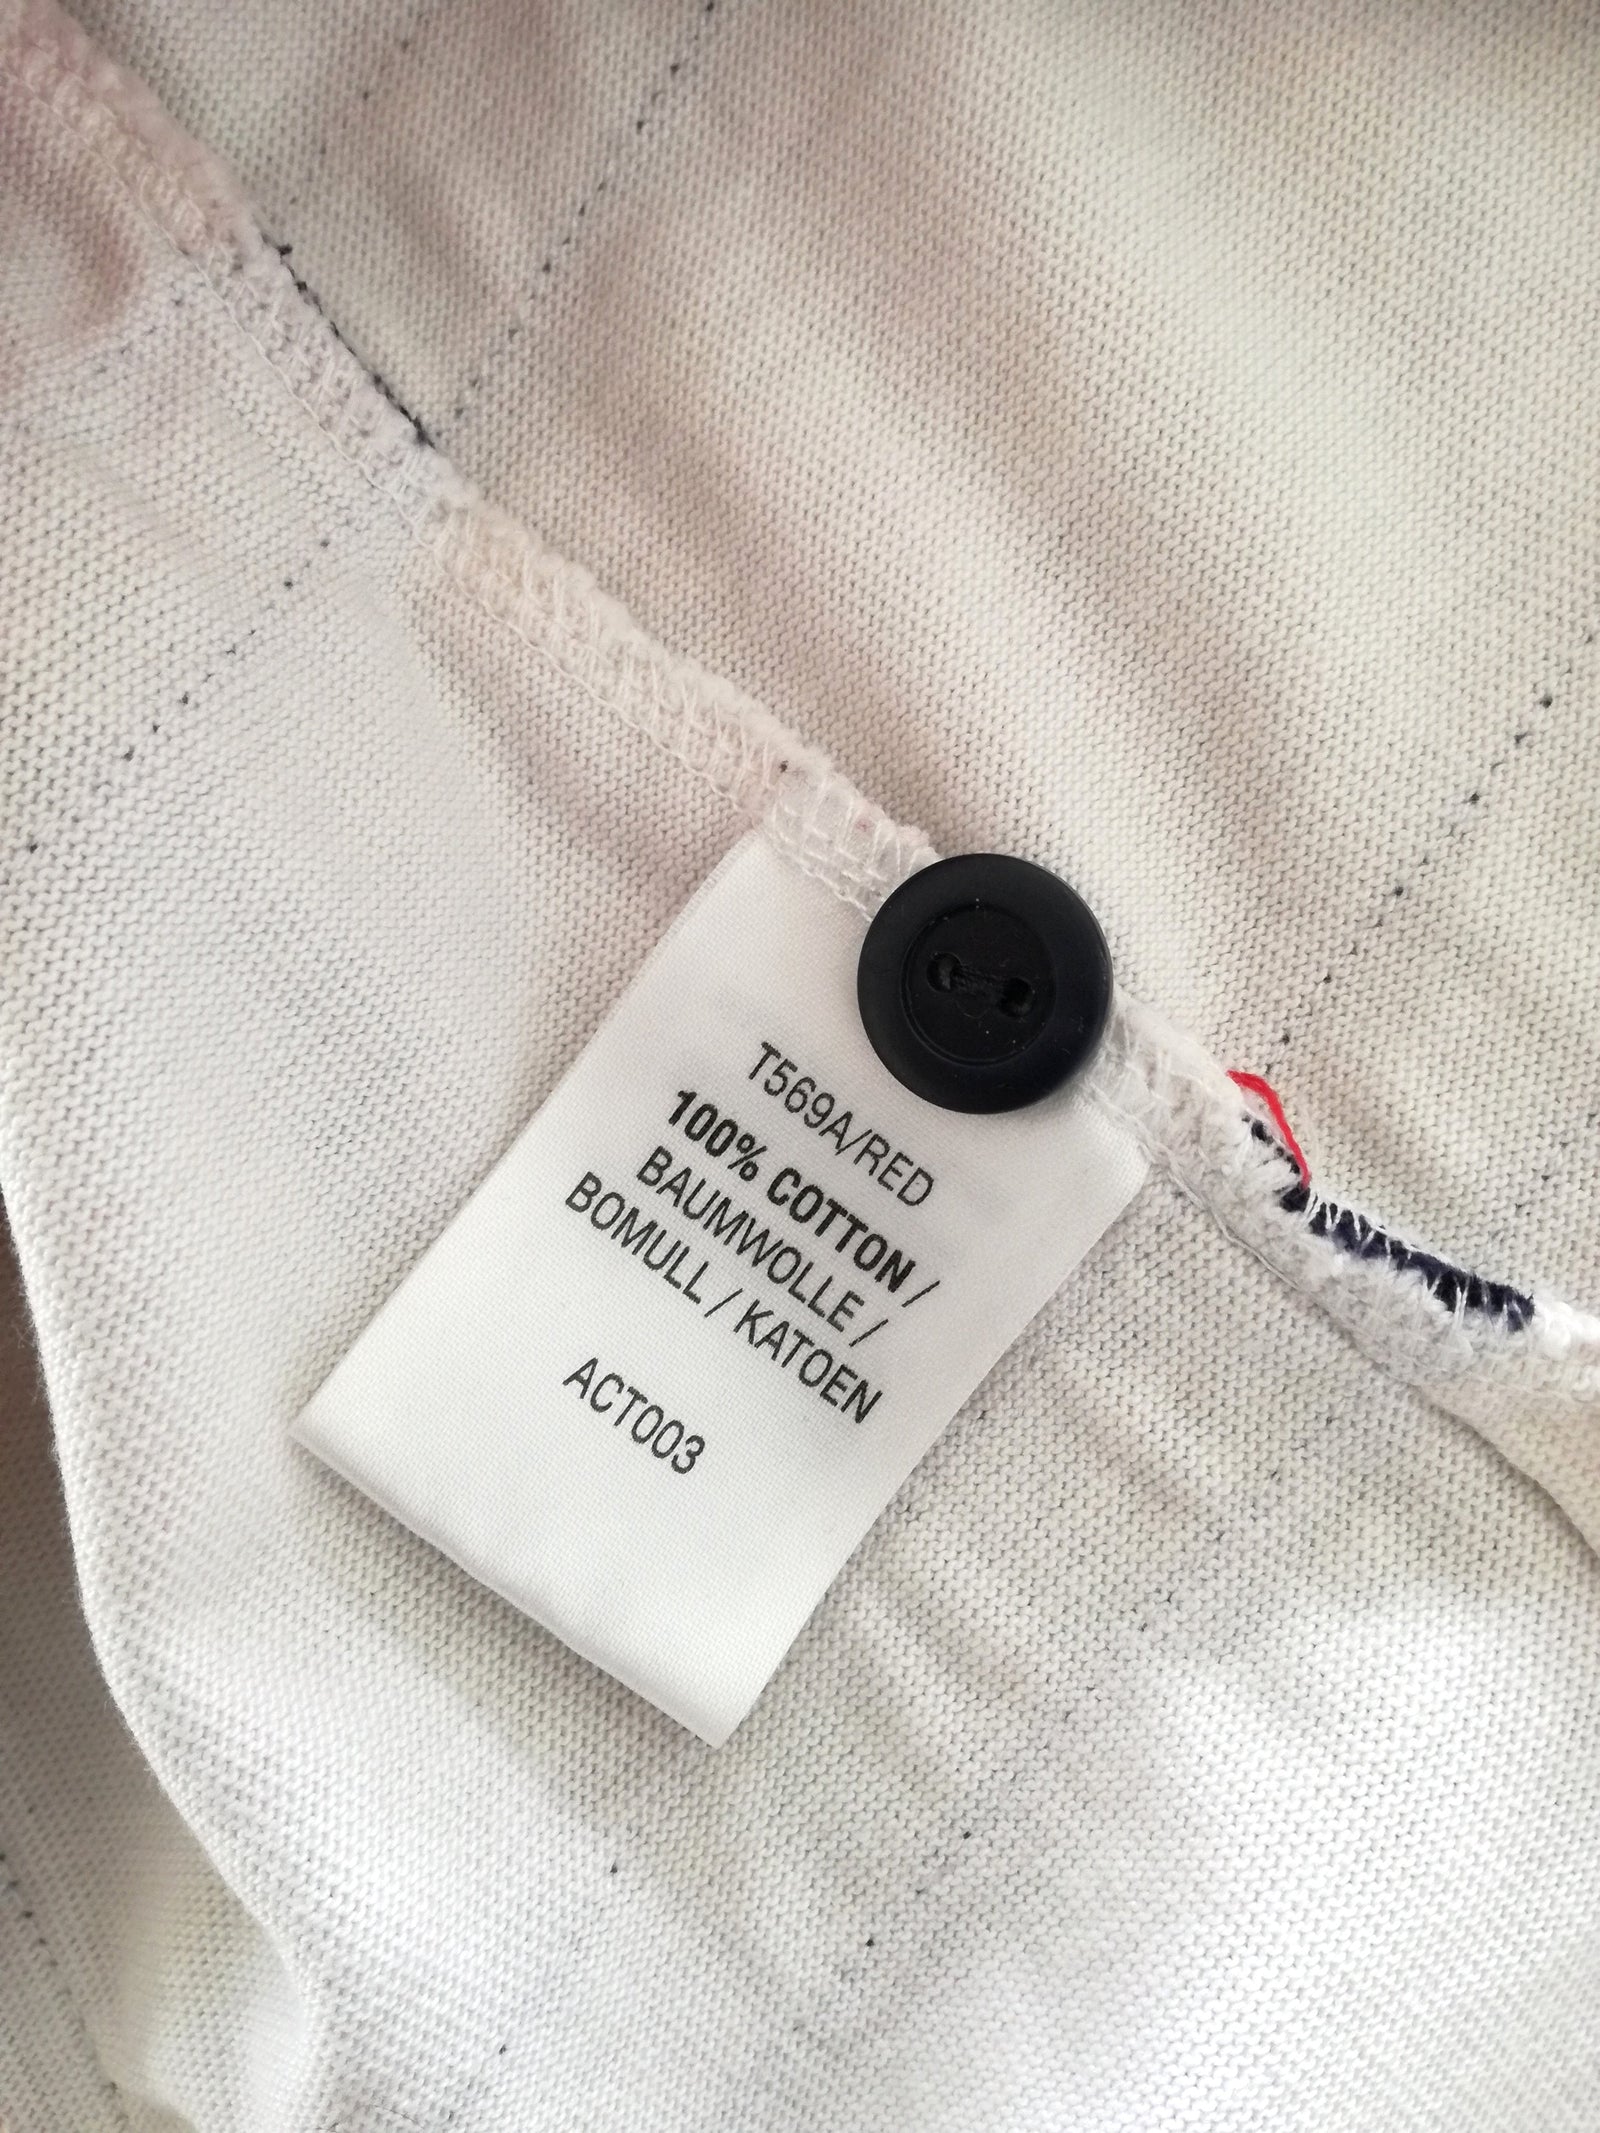 T569A/RED
100% COTTON /
BAUMWOLLE /
BOMULL / KATOEN
ACT003